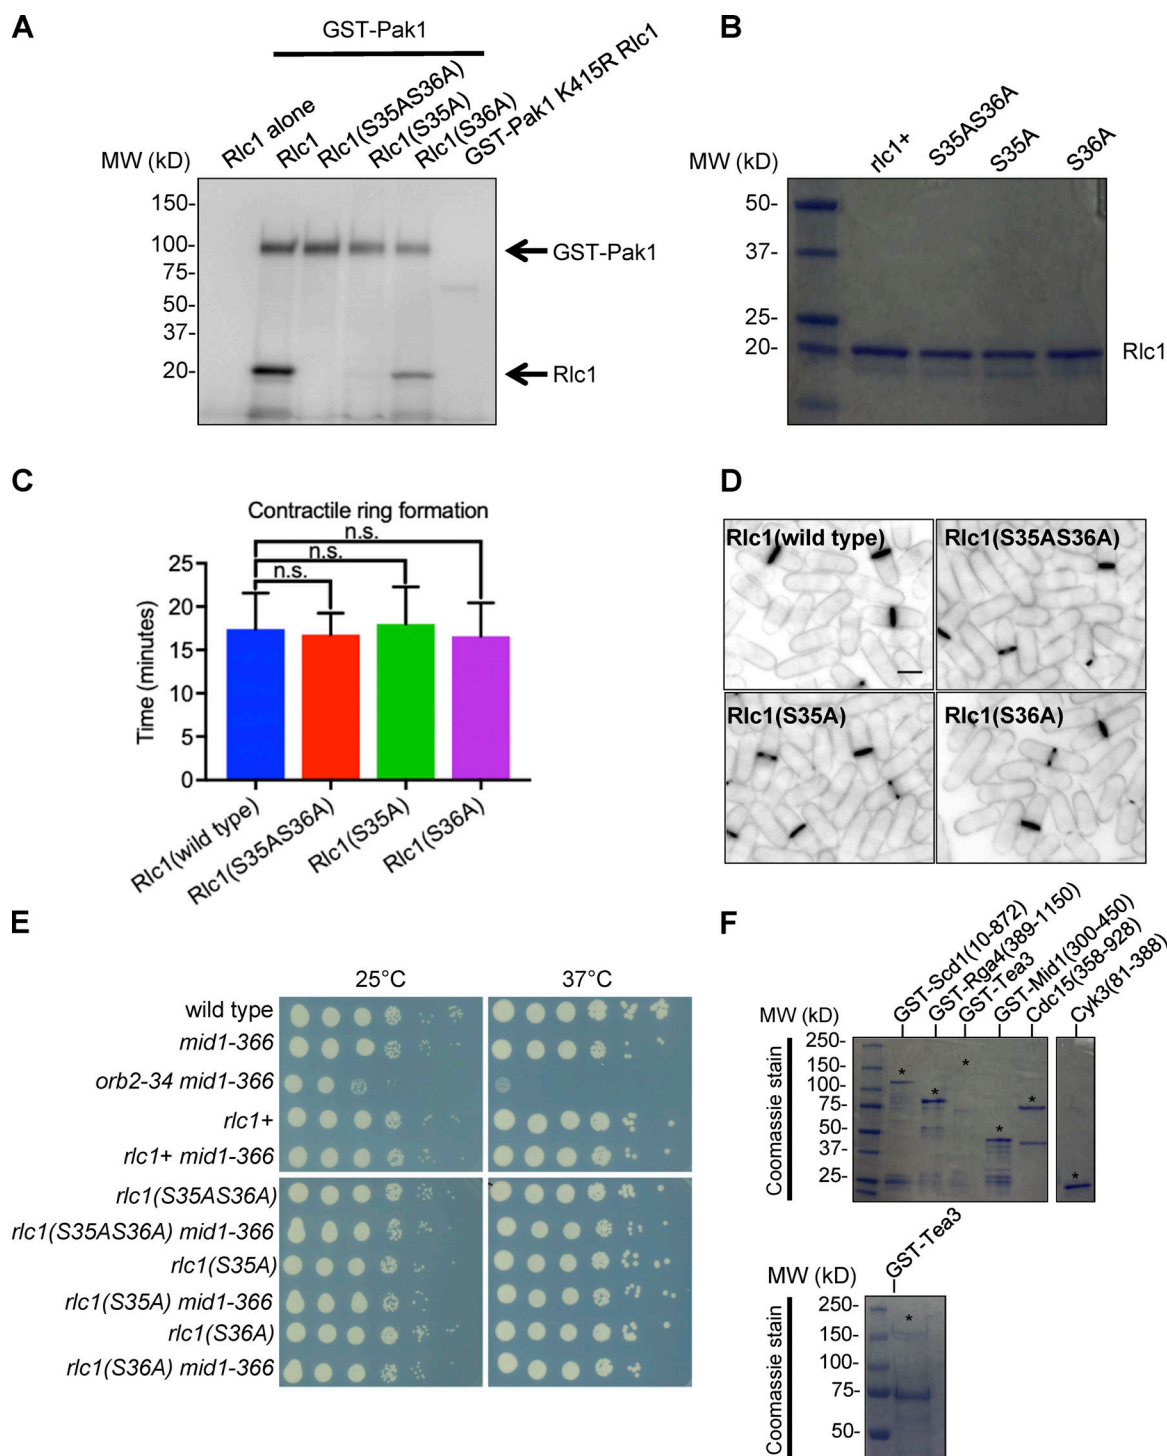 A
GST-Pak1
Rlc1 alone
Rlc1
Rlc1(S35AS36A)
Rlc1(S35A)
Rlc1(S36A)
GST-Pak1 K415R Rlc1
MW (kD)
150-
100-
75-
50-
37-
20-
GST-Pak1
Rlc1
B
rlc1+
S35AS36A
S35A
S36A
MW (kD)
50-
37-
25-
20-
Rlc1
C
Contractile ring formation
n.s.
n.s.
n.s.
Time (minutes)
25
20
15
10
5
0
Rlc1(wild type)
Rlc1(S35AS36A)
Rlc1(S35A)
Rlc1(S36A)
D
Rlc1(wild type)
Rlc1(S35AS36A)
Rlc1(S35A)
Rlc1(S36A)
E
25°C
37°C
wild type
mid1-366
orb2-34 mid1-366
rlc1+
rlc1+ mid1-366
rlc1(S35AS36A)
rlc1(S35AS36A) mid1-366
rlc1(S35A)
rlc1(S35A) mid1-366
rlc1(S36A)
rlc1(S36A) mid1-366
F
GST-Scd1(10-872)
GST-Rga4(389-1150)
GST-Tea3
GST-Mid1(300-450)
Cdc15(358-928)
Cyk3(81-388)
MW (kD)
Coomassie stain
250-
150-
100-
75-
50-
37-
25-
*
*
*
*
*
*
GST-Tea3
MW (kD)
Coomassie stain
250-
150-
100-
75-
50-
*